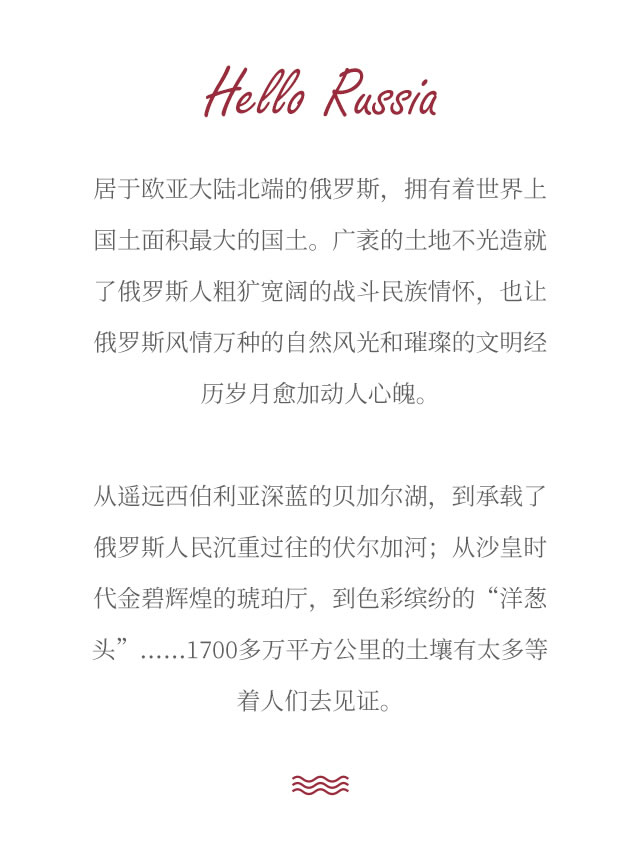 Hello Russia
居于欧亚大陆北端的俄罗斯，拥有着世界上
国土面积最大的国土。广袤的土地不光造就
了俄罗斯人粗犷宽阔的战斗民族情怀，也让
俄罗斯风情万种的自然风光和璀璨的文明经
历岁月愈加动人心魄。
从遥远西伯利亚深蓝的贝加尔湖，到承载了
俄罗斯人民沉重过往的伏尔加河；从沙皇时
代金碧辉煌的琥珀厅，到色彩缤纷的“洋葱
头”……1700多万平方公里的土壤有太多等
着人们去见证。